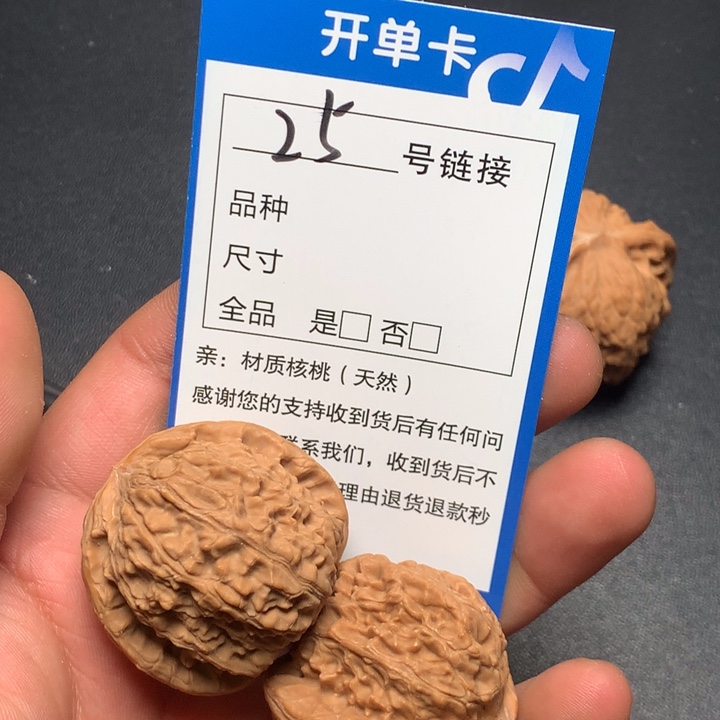 开单卡
25号链接
品种
尺寸
全品 是□ 否□
亲：材质核桃（天然）
感谢您的支持收到货后有任何问
联系我们，收到货后不
理由退货退款秒